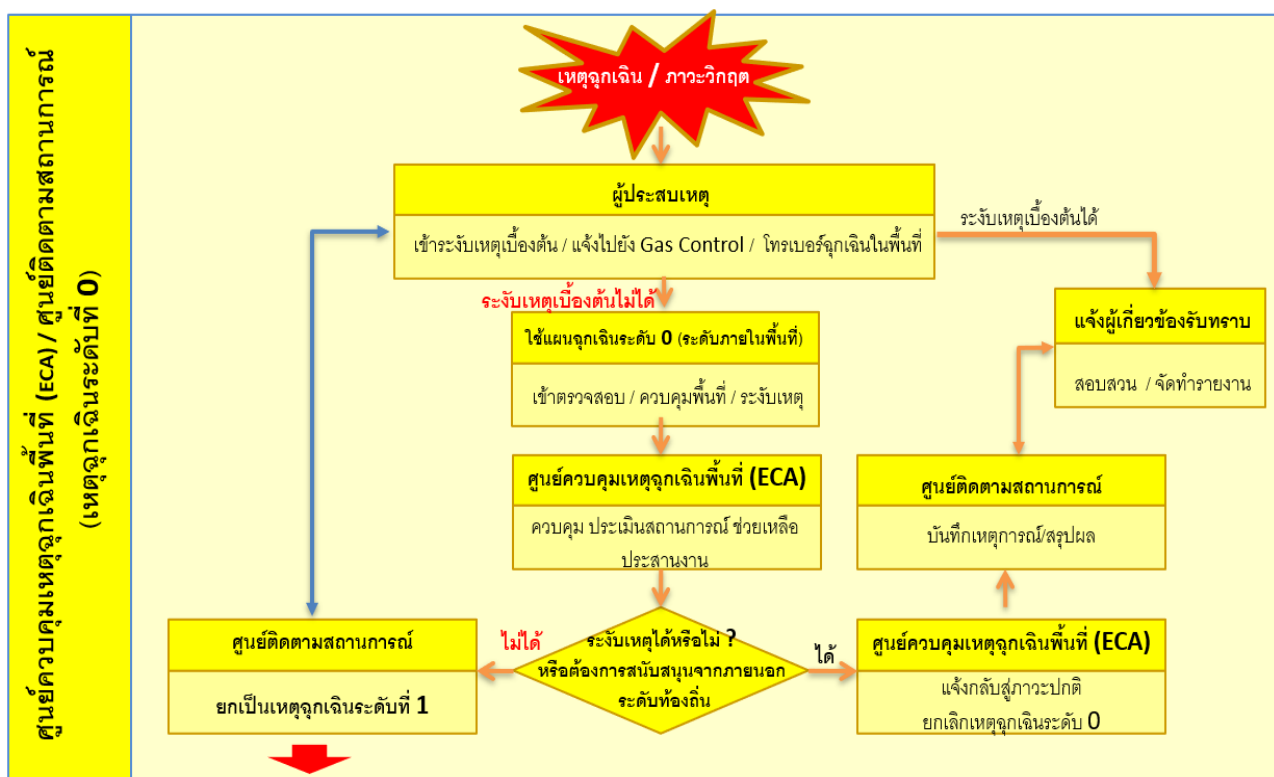 ศูนย์ควบคุมเหตุฉุกเฉินพื้นที่ (ECA) / ศูนย์ติดตามสถานการณ์
(เหตุฉุกเฉินระดับที่ 0)
เหตุฉุกเฉิน / ภาวะวิกฤต
ผู้ประสบเหตุ
เข้าระงับเหตุเบื้องต้น / แจ้งไปยัง Gas Control / โทรเบอร์ฉุกเฉินในพื้นที่
ระงับเหตุเบื้องต้นได้
ระงับเหตุเบื้องต้นไม่ได้
แจ้งผู้เกี่ยวข้องรับทราบ
สอบสวน / จัดทำรายงาน
ใช้แผนฉุกเฉินระดับ 0 (ระดับภายในพื้นที่)
เข้าตรวจสอบ / ควบคุมพื้นที่ / ระงับเหตุ
ศูนย์ควบคุมเหตุฉุกเฉินพื้นที่ (ECA)
ควบคุม ประเมินสถานการณ์ ช่วยเหลือ
ประสานงาน
ศูนย์ติดตามสถานการณ์
บันทึกเหตุการณ์/สรุปผล
ศูนย์ติดตามสถานการณ์
ยกเป็นเหตุฉุกเฉินระดับที่ 1
ไม่ได้
ระงับเหตุได้หรือไม่ ?
หรือต้องการสนับสนุนจากภายนอก
ระดับท้องถิ่น
ได้
ศูนย์ควบคุมเหตุฉุกเฉินพื้นที่ (ECA)
แจ้งกลับสู่ภาวะปกติ
ยกเลิกเหตุฉุกเฉินระดับ 0